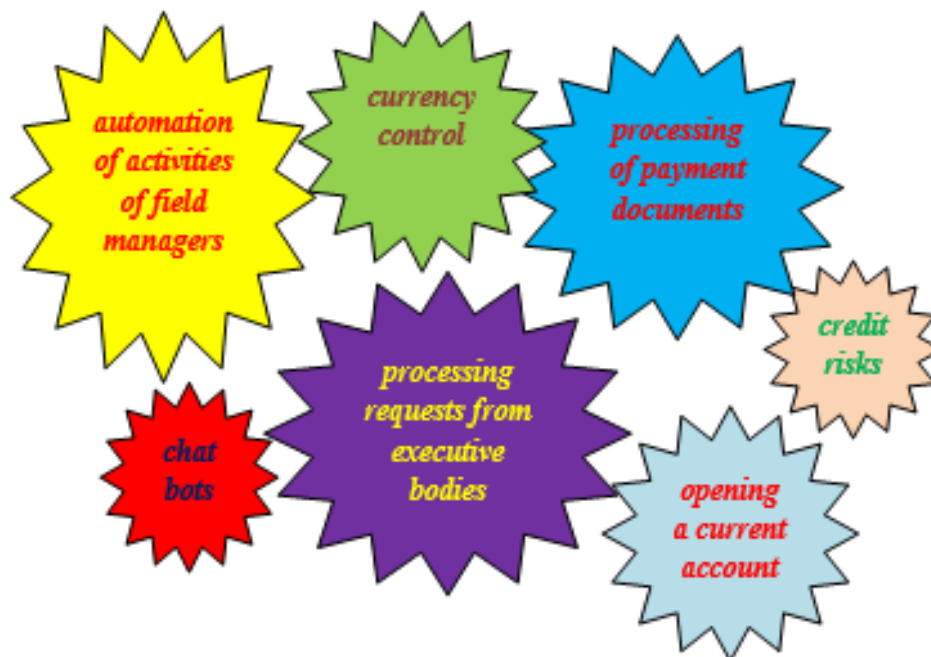 automation
of activities
of field
managers
currency
control
processing
of payment
documents
credit
risks
processing
requests from
executive
bodies
chat
bots
opening
a current
account